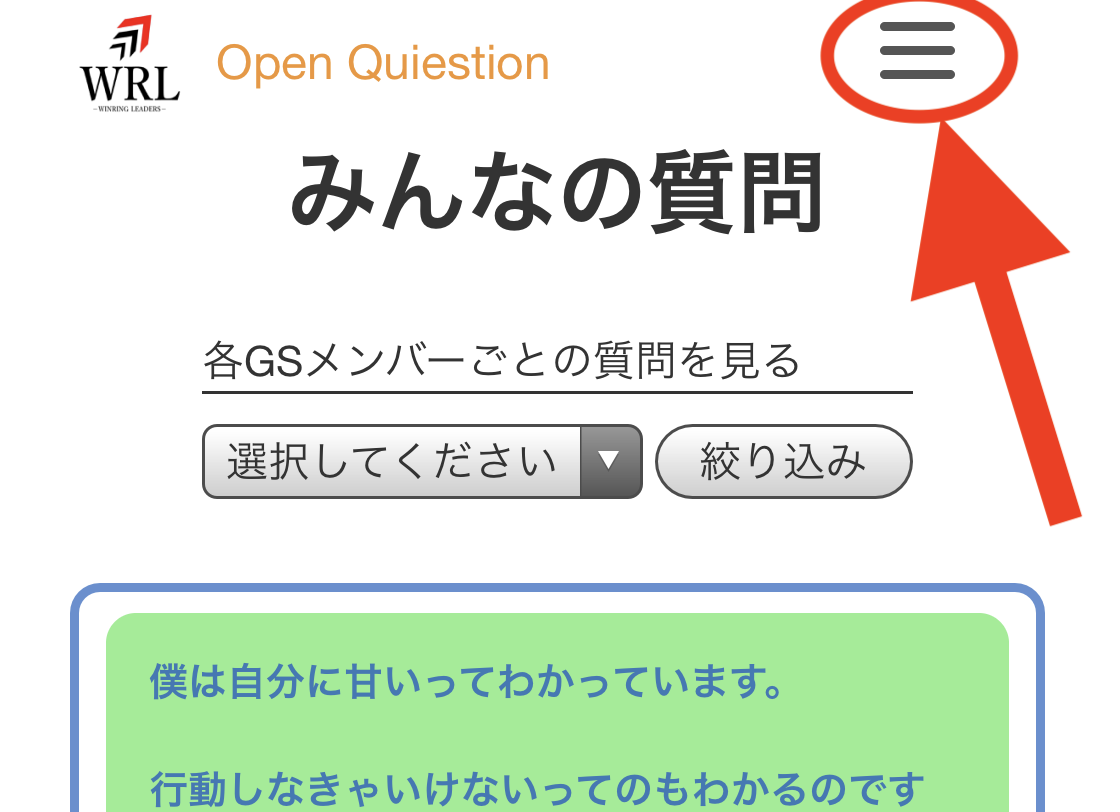 WRL
-WINRING LEADERS-
Open Quiestion
みんなの質問
各GSメンバーごとの質問を見る
選択してください
絞り込み
僕は自分に甘いってわかっています。
行動しなきゃいけないってのもわかるのです